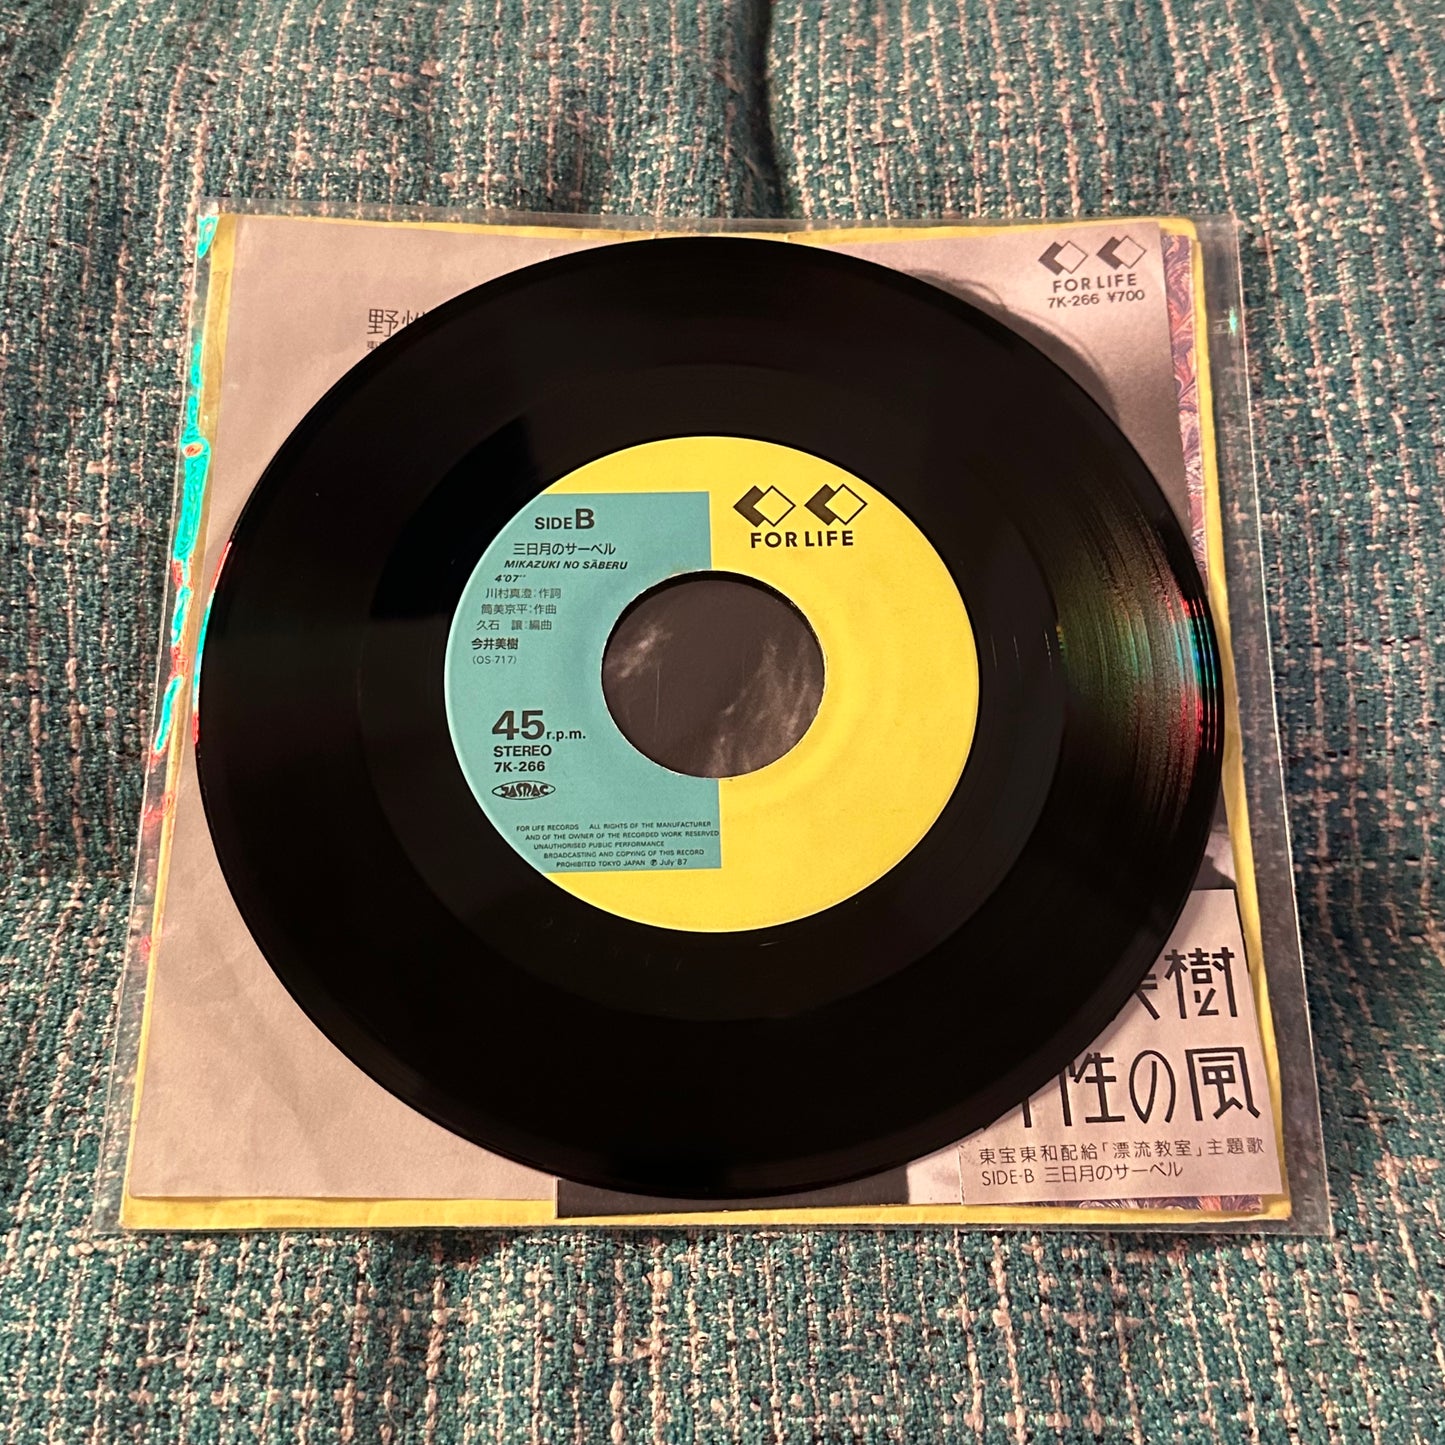 野性
FOR LIFE
7K-266 ¥700
SIDE B
三日月のサーベル
MIKAZUKI NO SĀBERU
4'07''
川村真澄:作詞
筒美京平:作曲
久石 譲:編曲
今井美樹
(OS-717)
45 r.p.m.
STEREO
7K-266
JASRAC
FOR LIFE RECORDS ALL RIGHTS OF THE MANUFACTURER
AND OF THE OWNER OF THE RECORDED WORK RESERVED
UNAUTHORISED PUBLIC PERFORMANCE
BROADCASTING AND COPYING OF THIS RECORD
PROHIBITED TOKYO JAPAN ℗ July '87
FOR LIFE
樹
性の風
東宝東和配給「漂流教室」主題歌
SIDE-B 三日月のサーベル